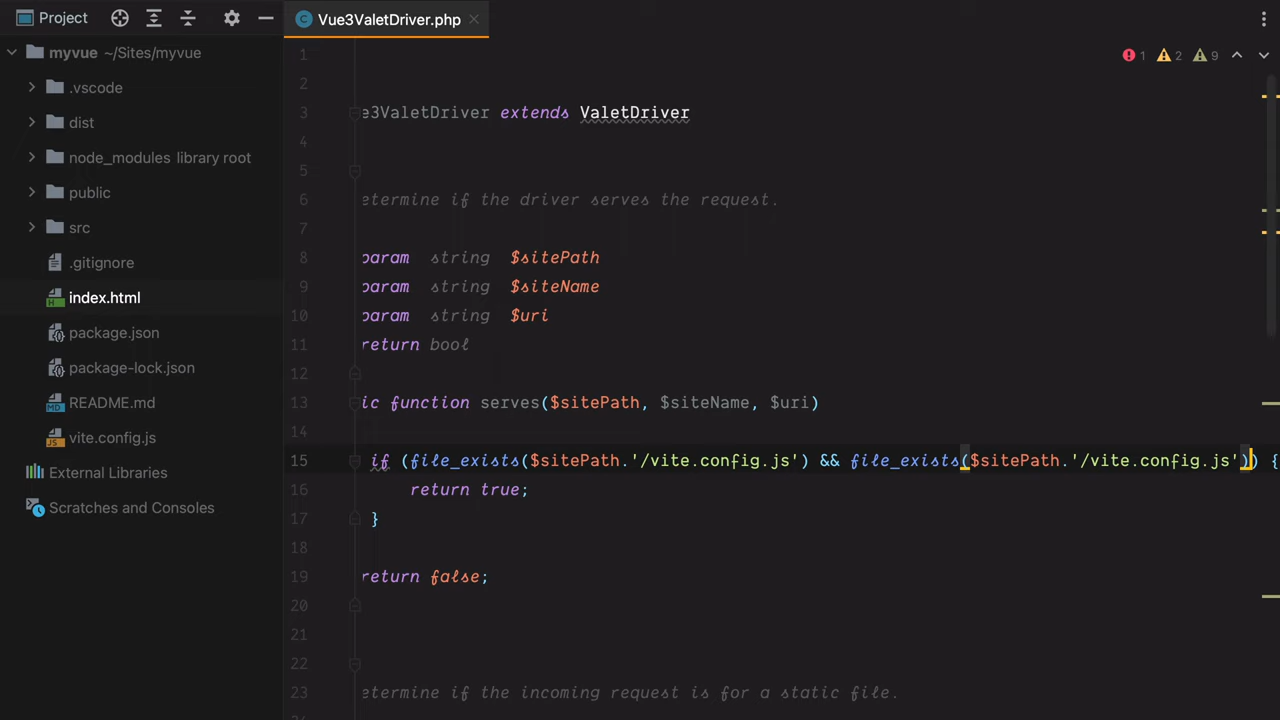 Project
Vue3ValetDriver.php
myvue ~/Sites/myvue
.vscode
dist
node_modules library root
public
src
.gitignore
index.html
package.json
package-lock.json
README.md
vite.config.js
External Libraries
Scratches and Consoles
1 2 9
1
2
3 e3ValetDriver extends ValetDriver
4
5
6 etermine if the driver serves the request.
7
8 param string $sitePath
9 param string $siteName
10 param string $uri
11 return bool
12
13 ic function serves($sitePath, $siteName, $uri)
14
15 if (file_exists($sitePath.'/vite.config.js') && file_exists($sitePath.'/vite.config.js')) {
16 return true;
17 }
18
19 return false;
20
21
22
23 etermine if the incoming request is for a static file.